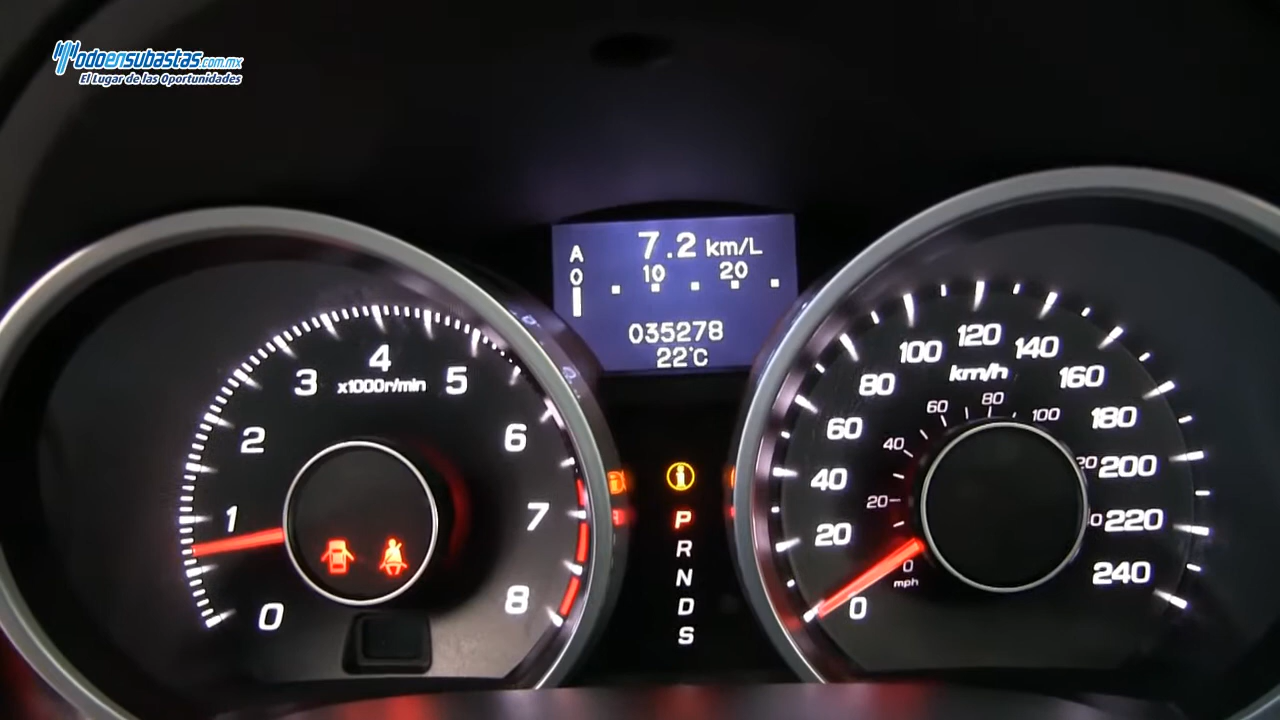 Todoensubastas.com.mx
El Lugar de las Oportunidades
A 7.2 km/L
0 10 20
035278
22°C
0 1 2 3 4 5 6 7 8
x1000r/min
i
P
R
N
D
S
0 20 40 60 80 100 120 140 160 180 200 220 240
km/h
0 20 40 60 80 100
mph